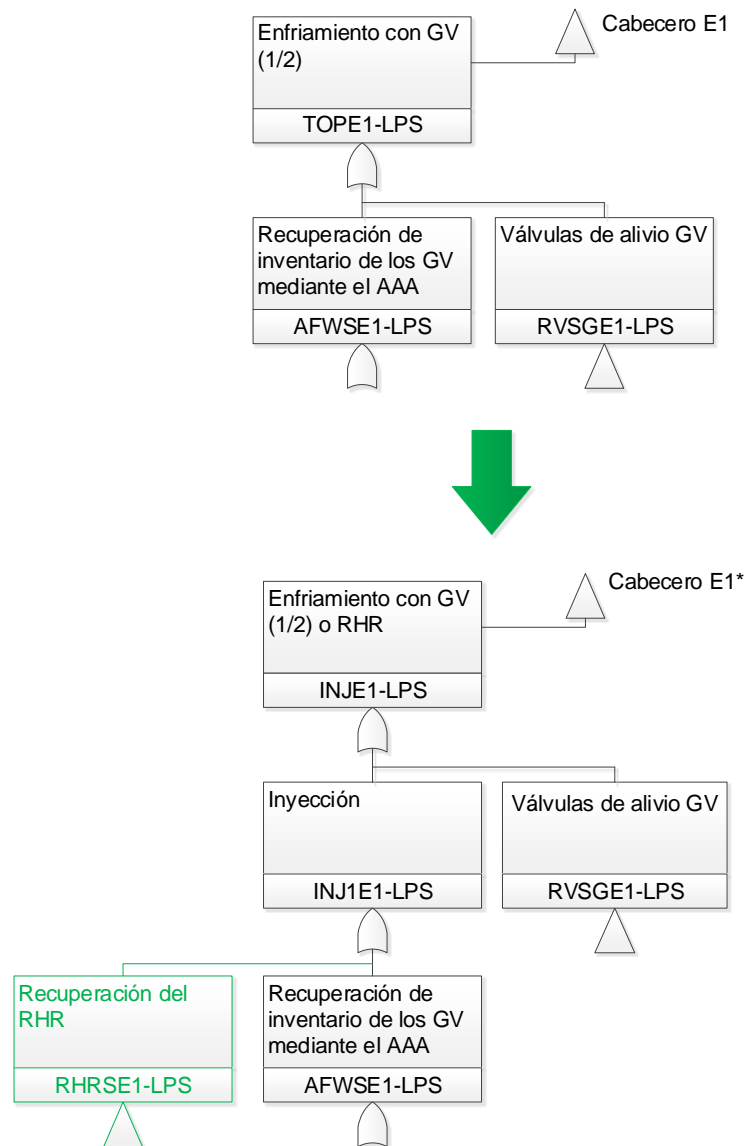 Enfriamiento con GV
(1/2)
TOPE1-LPS
Cabecero E1
Recuperación de
inventario de los GV
mediante el AAA
AFWSE1-LPS
Válvulas de alivio GV
RVSGE1-LPS
Enfriamiento con GV
(1/2) o RHR
INJE1-LPS
Cabecero E1*
Inyección
INJ1E1-LPS
Válvulas de alivio GV
RVSGE1-LPS
Recuperación del
RHR
RHRSE1-LPS
Recuperación de
inventario de los GV
mediante el AAA
AFWSE1-LPS